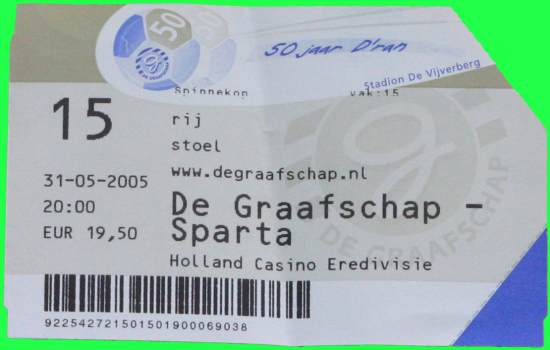 50
50 jaar D'ran
Stadion De Vijverberg
Spinnekop vak:15
15
rij
stoel
www.degraafschap.nl
31-05-2005
20:00
EUR 19,50
De Graafschap -
Sparta
Holland Casino Eredivisie
DE GRAAFSCHAP
922542721501501900069038